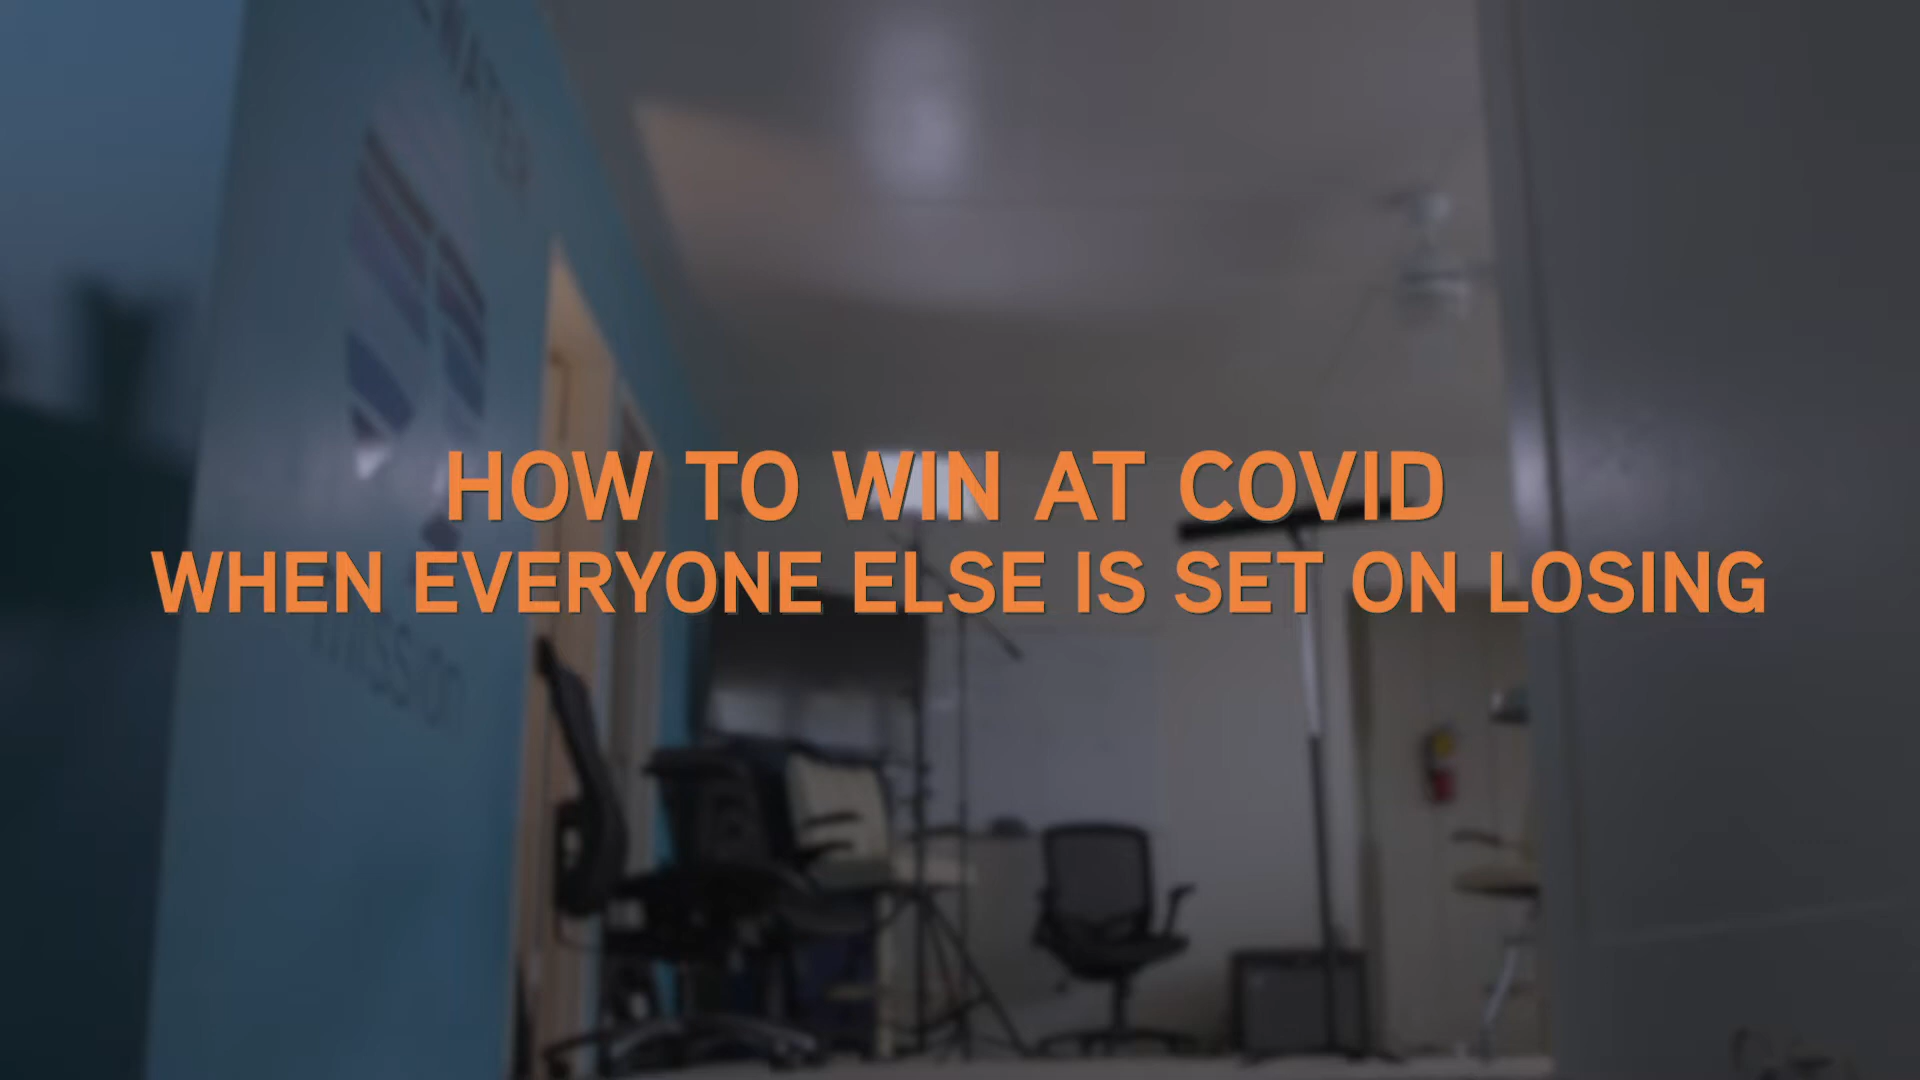 HOW TO WIN AT COVID
WHEN EVERYONE ELSE IS SET ON LOSING